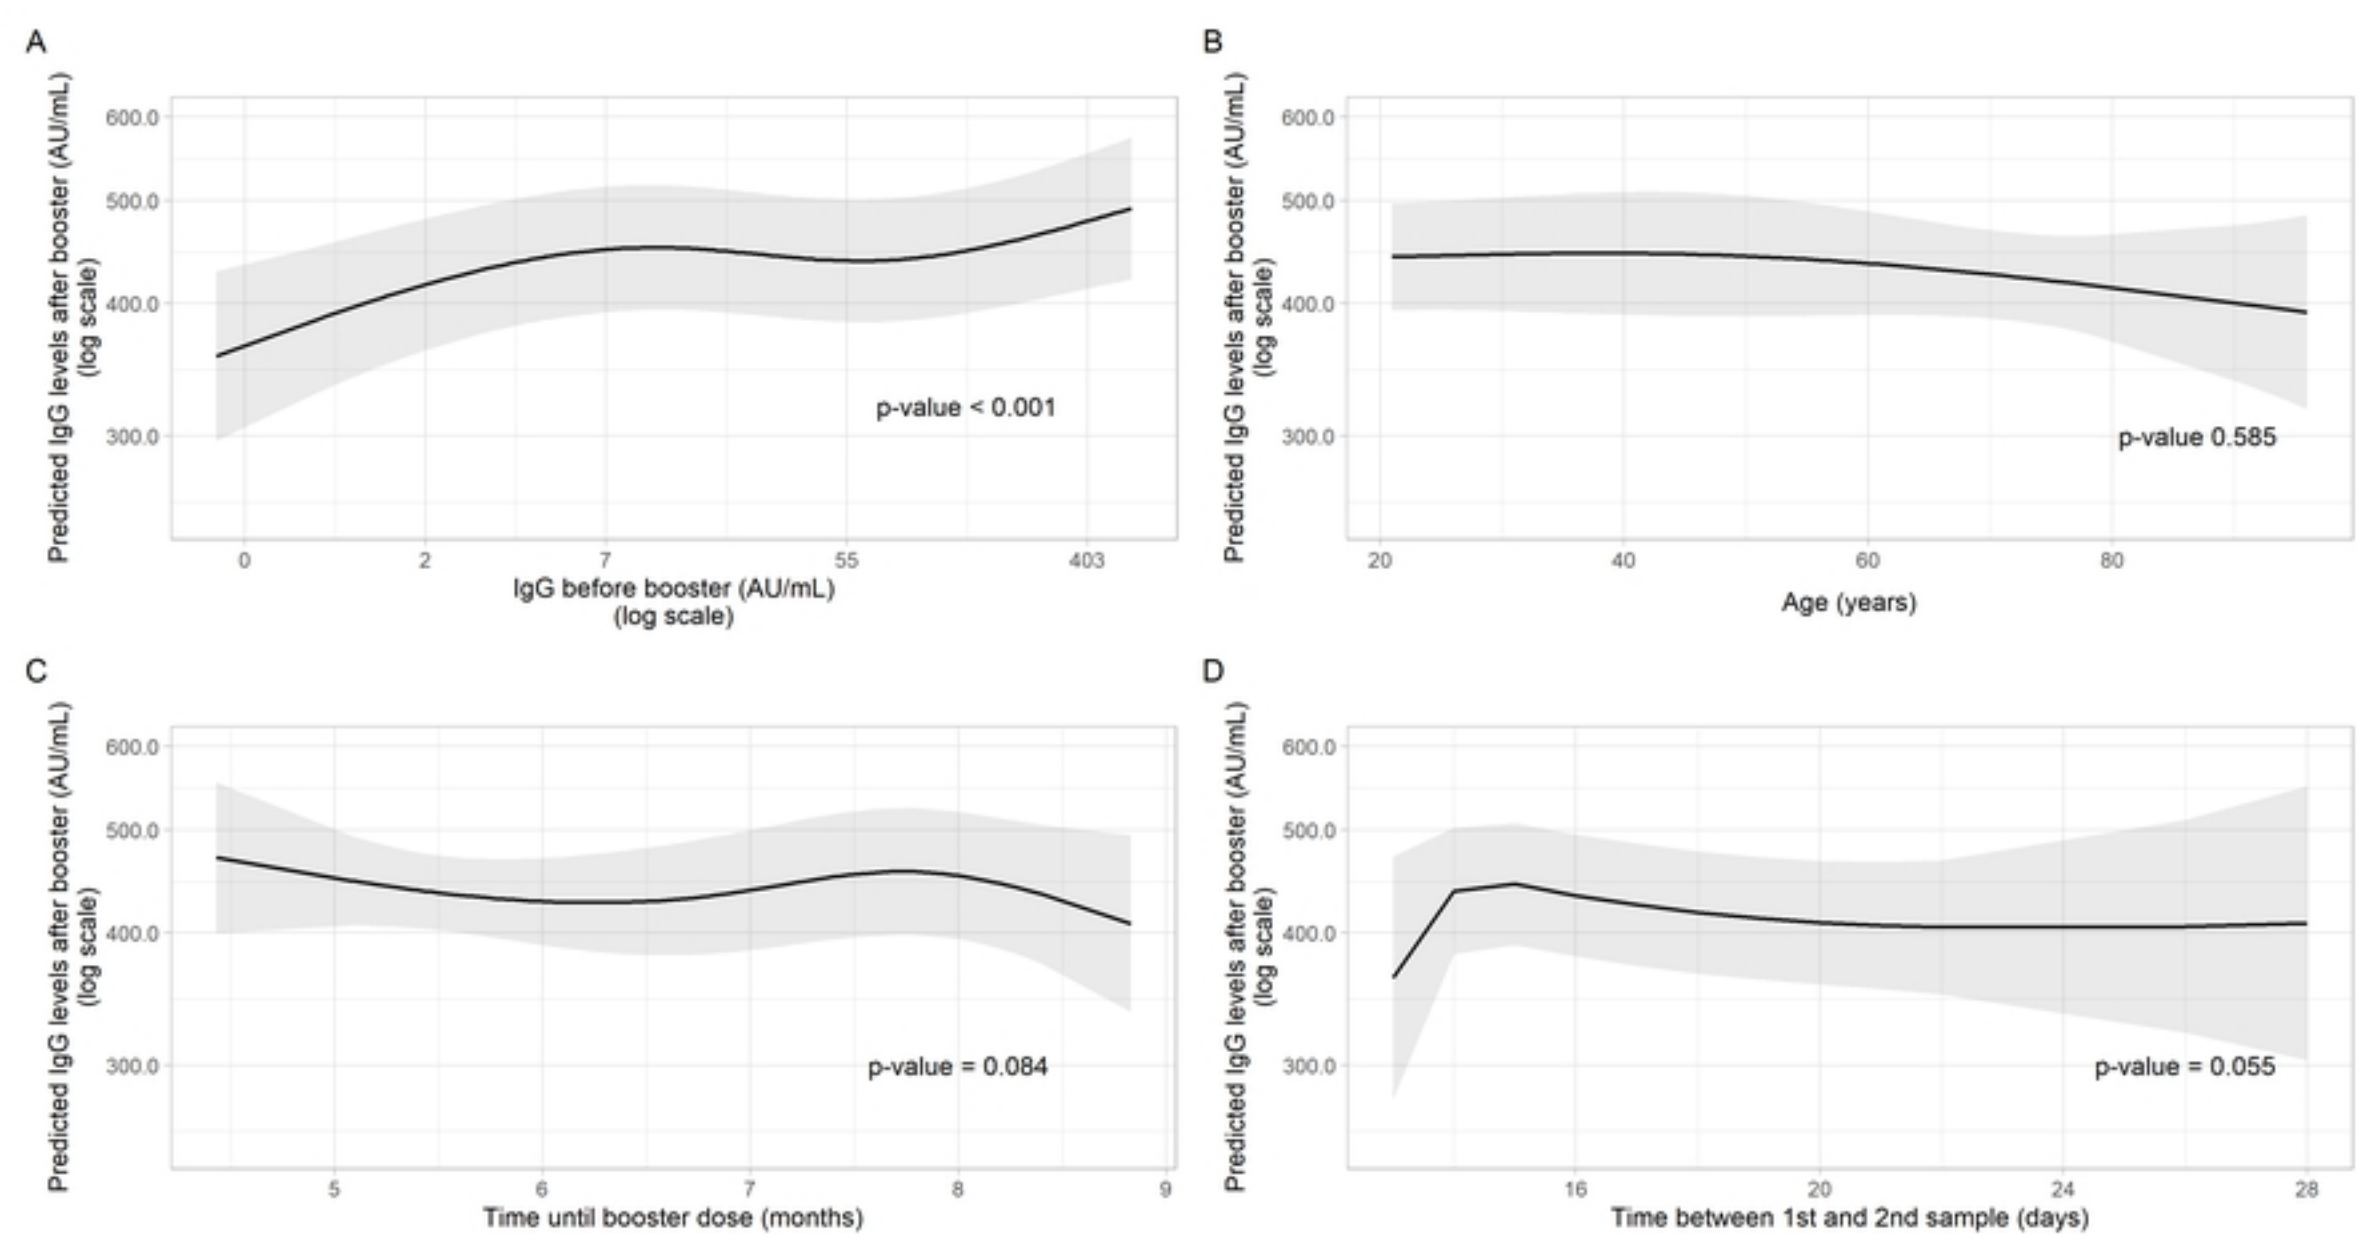 A
Predicted IgG levels after booster (AU/mL)
(log scale)
600.0
500.0
400.0
300.0
p-value < 0.001
0 2 7 55 403
IgG before booster (AU/mL)
(log scale)
B
Predicted IgG levels after booster (AU/mL)
(log scale)
600.0
500.0
400.0
300.0
p-value 0.585
20 40 60 80
Age (years)
C
Predicted IgG levels after booster (AU/mL)
(log scale)
600.0
500.0
400.0
300.0
p-value = 0.084
5 6 7 8 9
Time until booster dose (months)
D
Predicted IgG levels after booster (AU/mL)
(log scale)
600.0
500.0
400.0
300.0
p-value = 0.055
16 20 24 28
Time between 1st and 2nd sample (days)